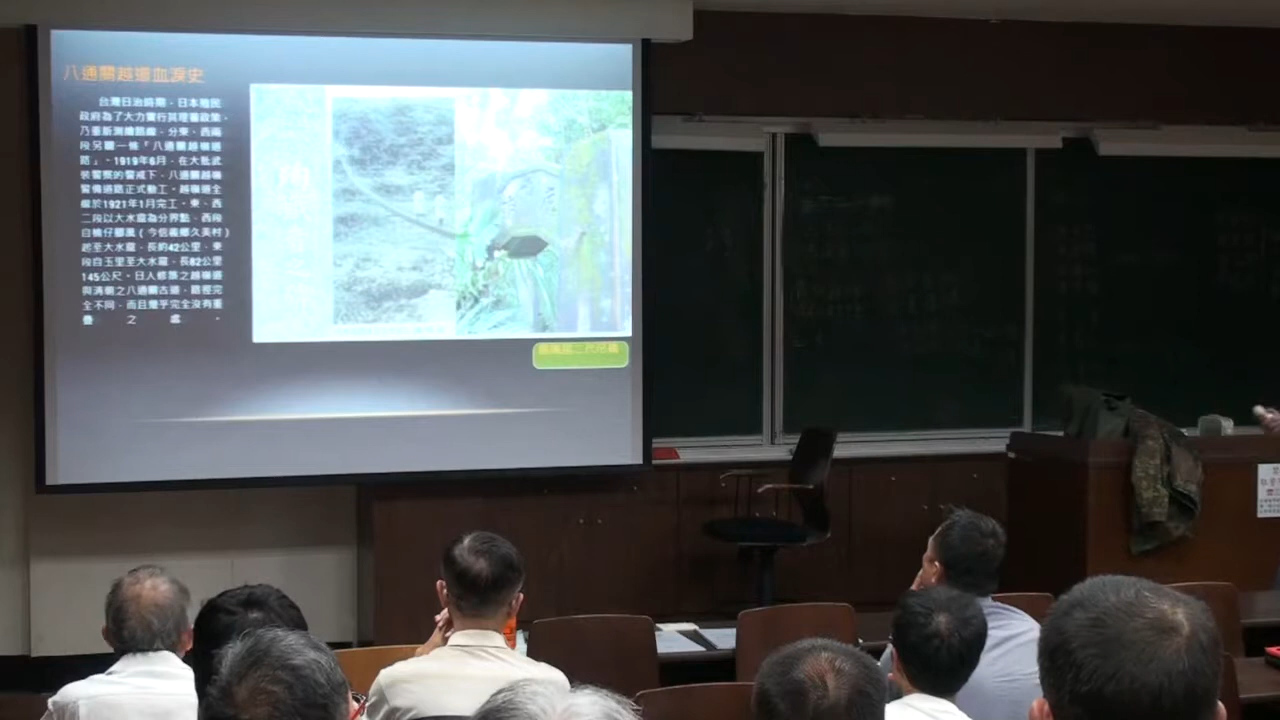 八通關越嶺血淚史
台灣日治時期，日本殖民
政府為了大力實行其理蕃政策，
乃重新測繪路線，分東、西兩
段另闢一條「八通關越嶺道
路」。1919年6月，在大批武
裝警察的警戒下，八通關越嶺
警備道路正式動工。越嶺道全
線於1921年1月完工。東、西
二段以大水窟為分界點，西段
自楠仔腳萬（今信義鄉久美村）
起至大水窟，長約42公里，東
段自玉里至大水窟，長82公里
145公尺。日人修築之越嶺道
與清朝之八通關古道，路徑完
全不同，而且幾乎完全沒有重
疊之處。